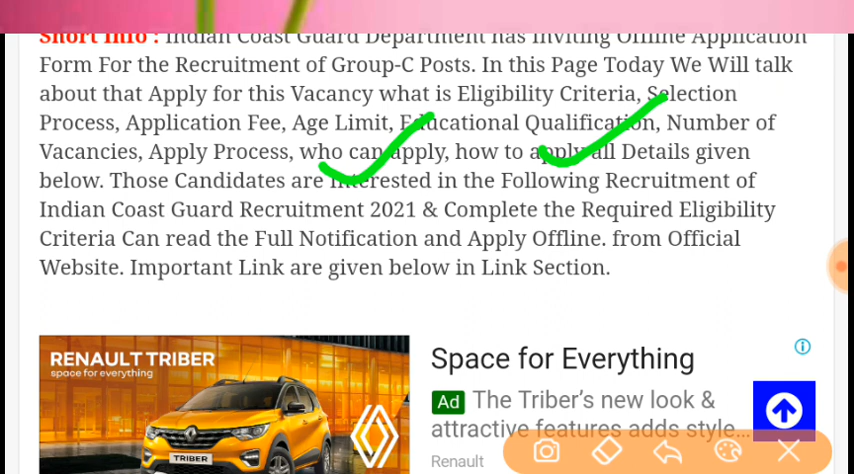 Short Info : Indian Coast Guard Department has Inviting Offline Application
Form For the Recruitment of Group-C Posts. In this Page Today We Will talk
about that Apply for this Vacancy what is Eligibility Criteria, Selection
Process, Application Fee, Age Limit, Educational Qualification, Number of
Vacancies, Apply Process, who can apply, how to apply all Details given
below. Those Candidates are interested in the Following Recruitment of
Indian Coast Guard Recruitment 2021 & Complete the Required Eligibility
Criteria Can read the Full Notification and Apply Offline. from Official
Website. Important Link are given below in Link Section.
RENAULT TRIBER
space for everything
TRIBER
Space for Everything
Ad The Triber's new look &
attractive features adds style...
Renault